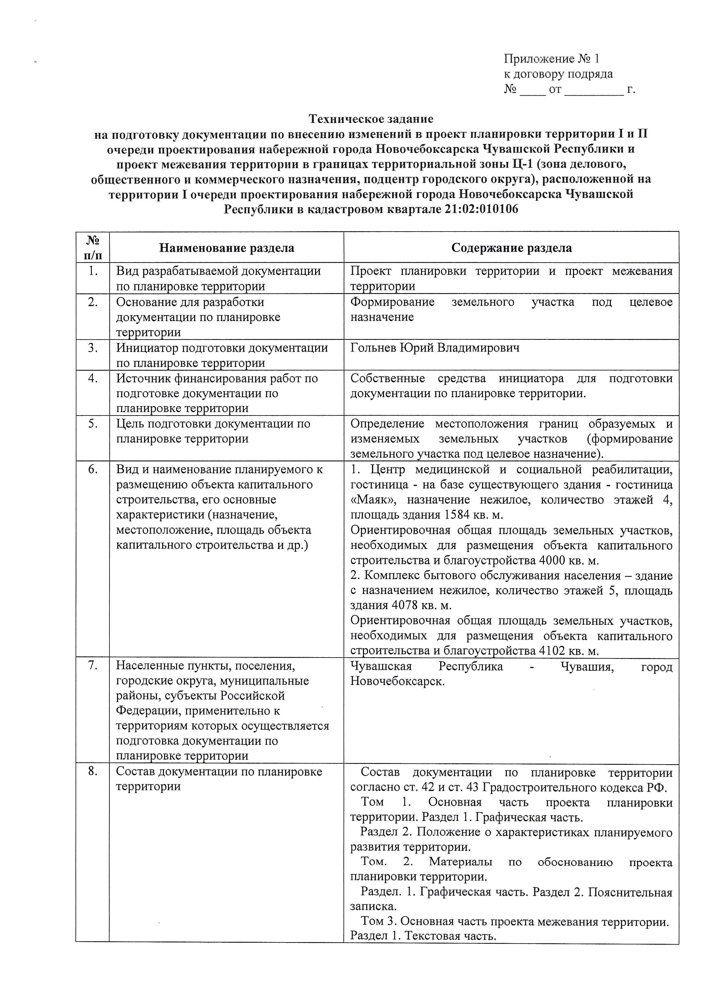 Приложение № 1
к договору подряда
№ ____ от _________ г.
Техническое задание
на подготовку документации по внесению изменений в проект планировки территории I и II
очереди проектирования набережной города Новочебоксарска Чувашской Республики и
проект межевания территории в границах территориальной зоны Ц-1 (зона делового,
общественного и коммерческого назначения, подцентр городского округа), расположенной на
территории I очереди проектирования набережной города Новочебоксарска Чувашской
Республики в кадастровом квартале 21:02:010106
№
п/п
Наименование раздела
Содержание раздела
1.
Вид разрабатываемой документации
по планировке территории
Проект планировки территории и проект межевания
территории
2.
Основание для разработки
документации по планировке
территории
Формирование земельного участка под целевое
назначение
3.
Инициатор подготовки документации
по планировке территории
Гольнев Юрий Владимирович
4.
Источник финансирования работ по
подготовке документации по
планировке территории
Собственные средства инициатора для подготовки
документации по планировке территории.
5.
Цель подготовки документации по
планировке территории
Определение местоположения границ образуемых и
изменяемых земельных участков (формирование
земельного участка под целевое назначение).
6.
Вид и наименование планируемого к
размещению объекта капитального
строительства, его основные
характеристики (назначение,
местоположение, площадь объекта
капитального строительства и др.)
1. Центр медицинской и социальной реабилитации,
гостиница - на базе существующего здания - гостиница
«Маяк», назначение нежилое, количество этажей 4,
площадь здания 1584 кв. м.
Ориентировочная общая площадь земельных участков,
необходимых для размещения объекта капитального
строительства и благоустройства 4000 кв. м.
2. Комплекс бытового обслуживания населения – здание
с назначением нежилое, количество этажей 5, площадь
здания 4078 кв. м.
Ориентировочная общая площадь земельных участков,
необходимых для размещения объекта капитального
строительства и благоустройства 4102 кв. м.
7.
Населенные пункты, поселения,
городские округа, муниципальные
районы, субъекты Российской
Федерации, применительно к
территориям которых осуществляется
подготовка документации по
планировке территории
Чувашская Республика - Чувашия, город
Новочебоксарск.
8.
Состав документации по планировке
территории
Состав документации по планировке территории
согласно ст. 42 и ст. 43 Градостроительного кодекса РФ.
Том 1. Основная часть проекта планировки
территории. Раздел 1. Графическая часть.
Раздел 2. Положение о характеристиках планируемого
развития территории.
Том. 2. Материалы по обоснованию проекта
планировки территории.
Раздел. 1. Графическая часть. Раздел 2. Пояснительная
записка.
Том 3. Основная часть проекта межевания территории.
Раздел 1. Текстовая часть.